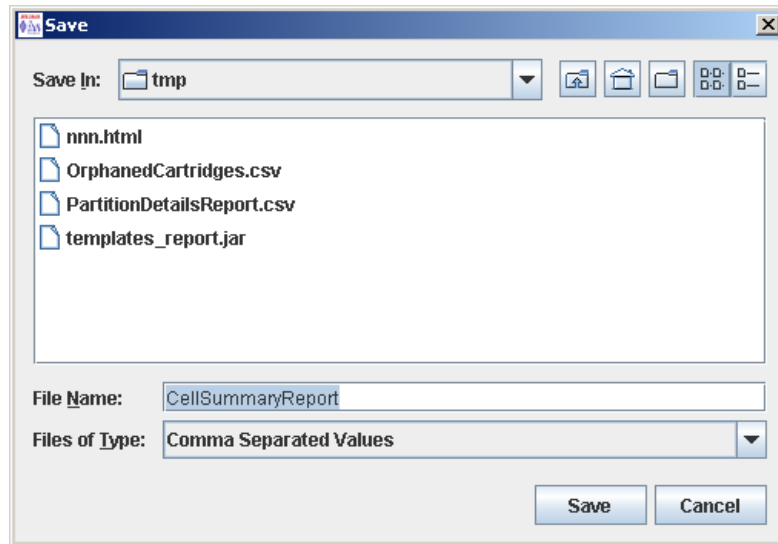 Save
Save In: tmp
nnn.html
OrphanedCartridges.csv
PartitionDetailsReport.csv
templates_report.jar
File Name: CellSummaryReport
Files of Type: Comma Separated Values
Save Cancel